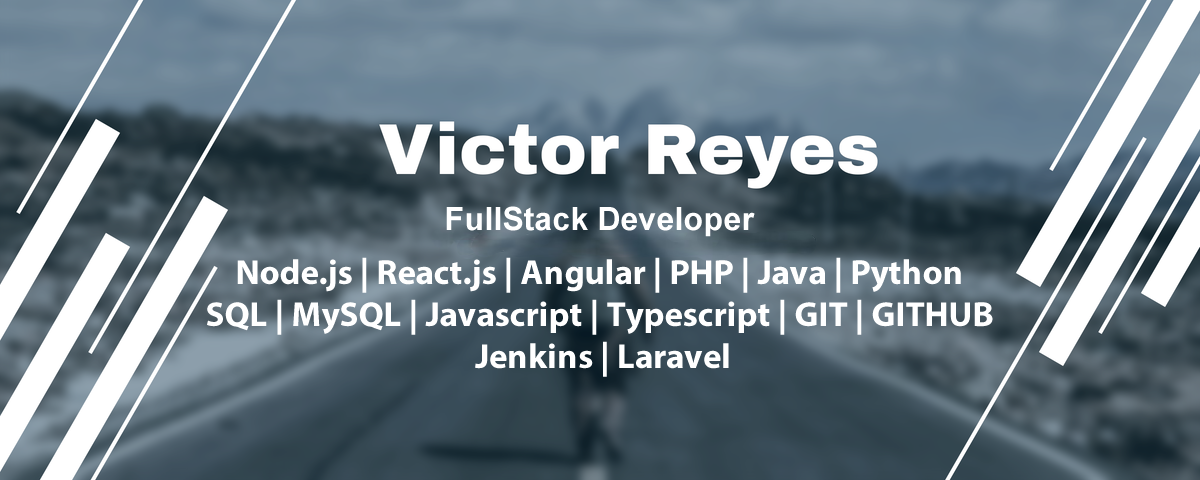 Victor Reyes
FullStack Developer
Node.js | React.js | Angular | PHP | Java | Python
SQL | MySQL | Javascript | Typescript | GIT | GITHUB
Jenkins | Laravel